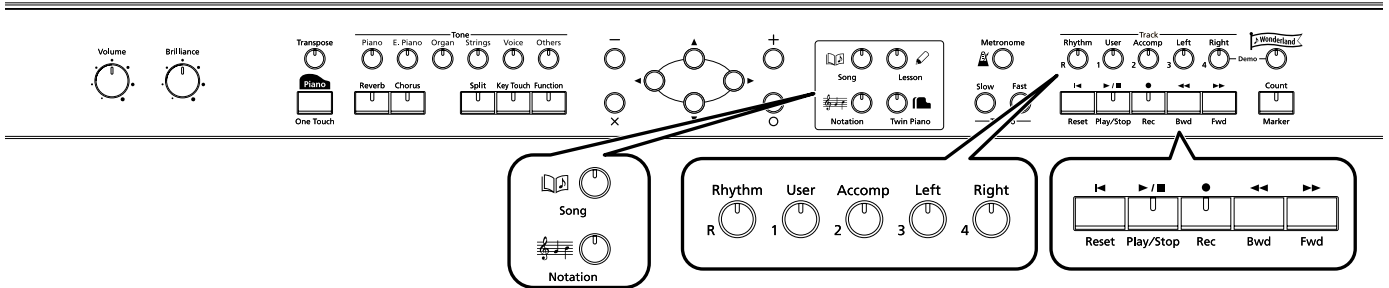 Volume
Brilliance
Transpose
Piano
One Touch
Tone
Piano E. Piano Organ Strings Voice Others
Reverb Chorus Split Key Touch Function
− +
× ○
Song Lesson
Notation Twin Piano
Metronome
Slow Fast
Track
Rhythm User Accomp Left Right
R 1 2 3 4
Demo
Wonderland
Reset Play/Stop Rec Bwd Fwd
Count
Marker
Song
Notation
Rhythm User Accomp Left Right
R 1 2 3 4
Reset Play/Stop Rec Bwd Fwd